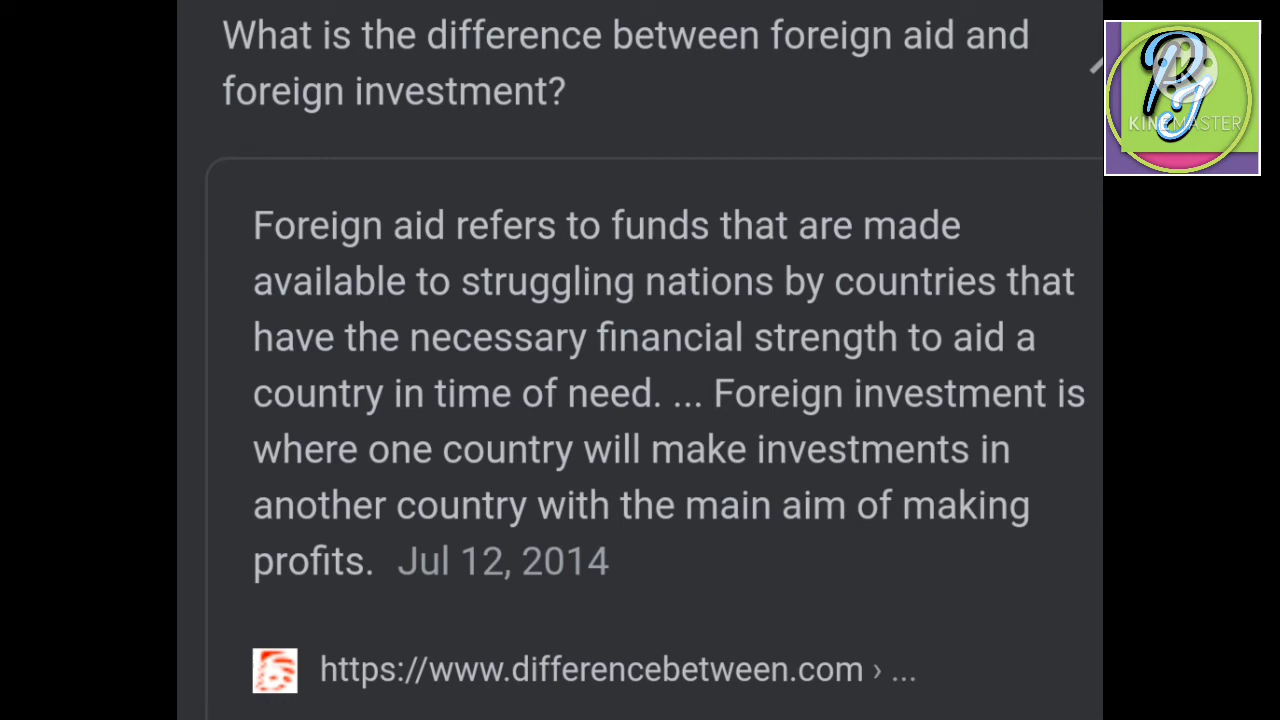 What is the difference between foreign aid and
foreign investment?
Foreign aid refers to funds that are made
available to struggling nations by countries that
have the necessary financial strength to aid a
country in time of need. ... Foreign investment is
where one country will make investments in
another country with the main aim of making
profits. Jul 12, 2014
https://www.differencebetween.com › ...
KINEMASTER